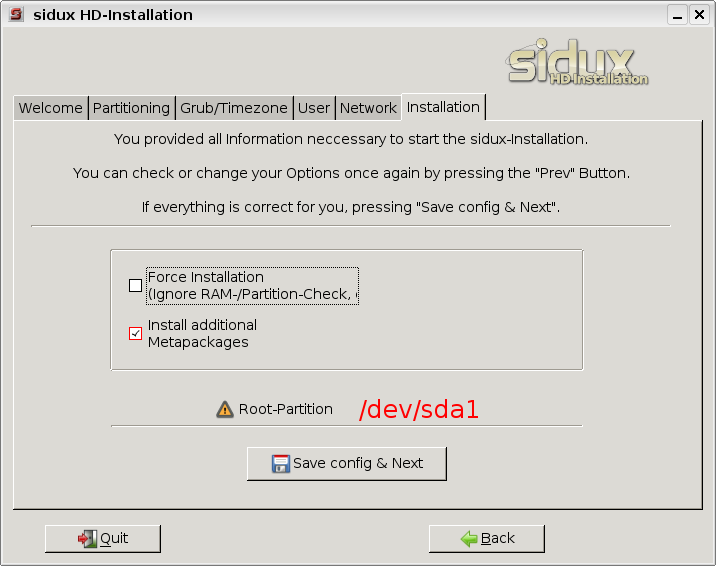 sidux HD-Installation
sidux
HD-Installation
Welcome Partitioning Grub/Timezone User Network Installation
You provided all Information neccessary to start the sidux-Installation.
You can check or change your Options once again by pressing the "Prev" Button.
If everything is correct for you, pressing "Save config & Next".
Force Installation
(Ignore RAM-/Partition-Check,
Install additional
Metapackages
Root-Partition /dev/sda1
Save config & Next
Quit Back